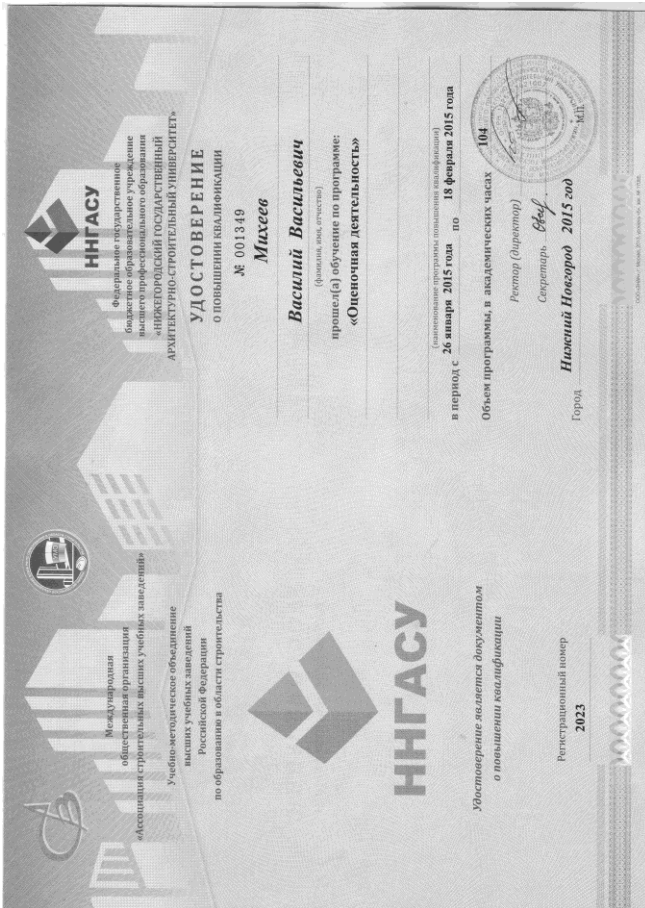 Международная
общественная организация
«Ассоциация строительных высших учебных заведений»
Учебно-методическое объединение
высших учебных заведений
Российской Федерации
по образованию в области строительства
ННГАСУ
Удостоверение является документом
о повышении квалификации
Регистрационный номер
2023
ННГАСУ
Федеральное государственное
бюджетное образовательное учреждение
высшего профессионального образования
«НИЖЕГОРОДСКИЙ ГОСУДАРСТВЕННЫЙ
АРХИТЕКТУРНО-СТРОИТЕЛЬНЫЙ УНИВЕРСИТЕТ»
УДОСТОВЕРЕНИЕ
О ПОВЫШЕНИИ КВАЛИФИКАЦИИ
№ 001349
Михеев
Василий Васильевич
(фамилия, имя, отчество)
прошел(а) обучение по программе:
«Оценочная деятельность»
(наименование программы повышения квалификации)
в период с 26 января 2015 года по 18 февраля 2015 года
Объем программы, в академических часах 104
Ректор (директор)
Секретарь
М.П.
Город Нижний Новгород 2015 год